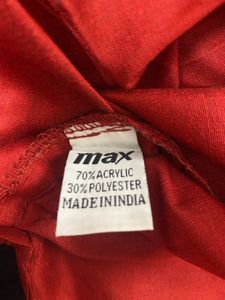 max
70% ACRYLIC
30% POLYESTER
MADE IN INDIA